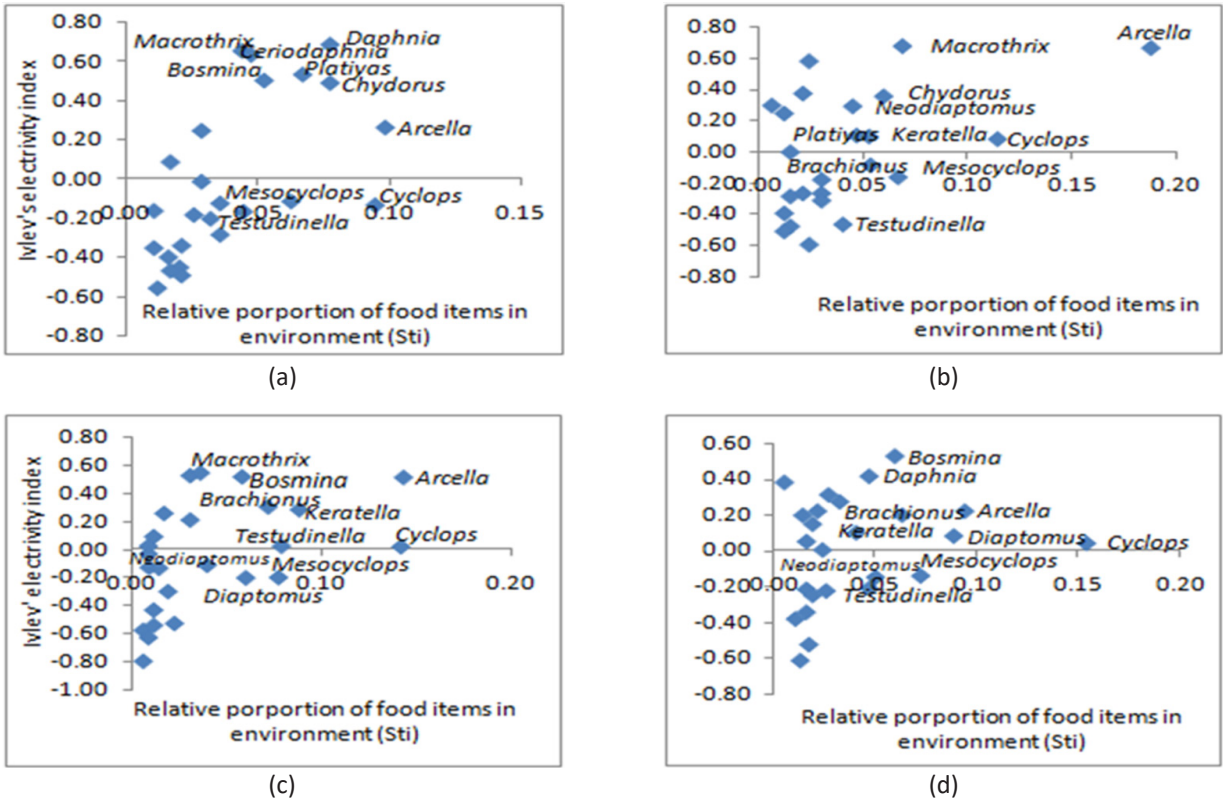 Ivlev's selectrivity index
0.80
0.60
0.40
0.20
0.00
-0.20
-0.40
-0.60
-0.80
Macrothrix
Daphnia
Ceriodaphnia
Bosmina
Platiyas
Chydorus
Arcella
Mesocyclops
Cyclops
Testudinella
0.00
0.05
0.10
0.15
Relative porportion of food items in
environment (Sti)
(a)
0.80
0.60
0.40
0.20
0.00
-0.20
-0.40
-0.60
-0.80
Arcella
Macrothrix
Chydorus
Neodiaptomus
Platiyas
Keratella
Cyclops
Brachionus
Mesocyclops
Testudinella
0.00
0.05
0.10
0.15
0.20
Relative porportion of food items in
environment (Sti)
(b)
Ivlev' electrivity index
0.80
0.60
0.40
0.20
0.00
-0.20
-0.40
-0.60
-0.80
-1.00
Macrothrix
Bosmina
Arcella
Brachionus
Keratella
Testudinella
Cyclops
Neodiaptomus
Mesocyclops
Diaptomus
0.00
0.10
0.20
Relative porportion of food items in
environment (Sti)
(c)
0.60
0.40
0.20
0.00
-0.20
-0.40
-0.60
-0.80
Bosmina
Daphnia
Brachionus
Arcella
Keratella
Diaptomus
Cyclops
Neodiaptomus
Mesocyclops
Testudinella
0.00
0.05
0.10
0.15
0.20
Relative porportion of food items in
environment (Sti)
(d)